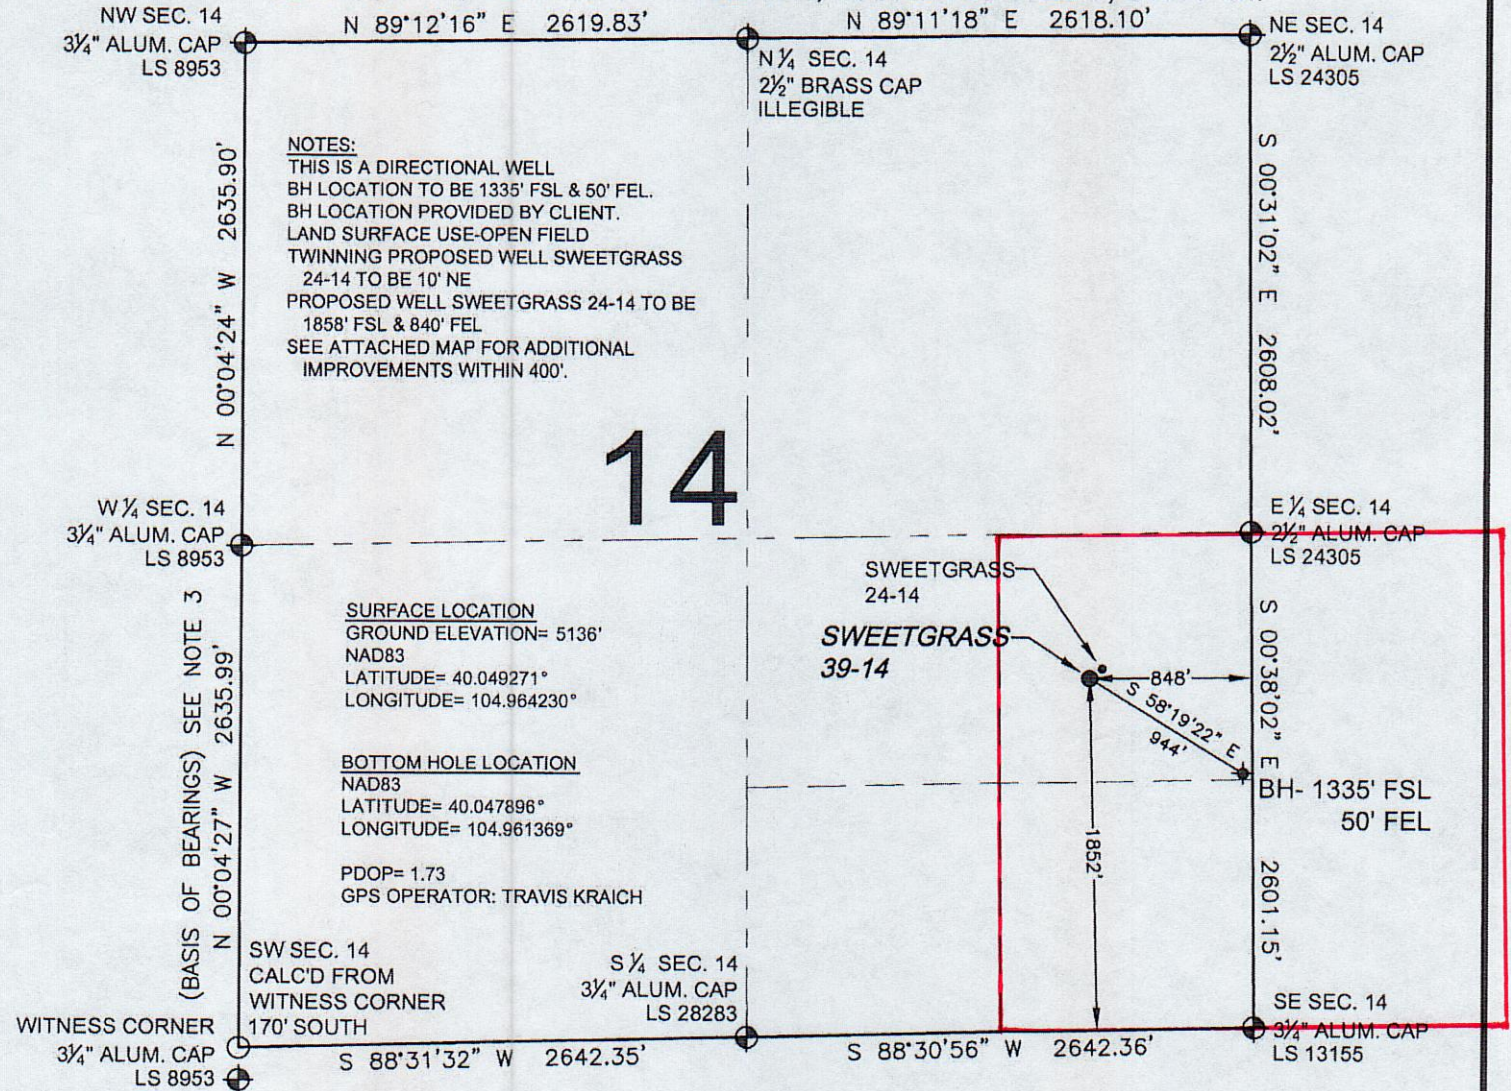 NW SEC. 14
3¼" ALUM. CAP
LS 8953
N 89°12'16" E 2619.83'
N 89°11'18" E 2618.10'
NE SEC. 14
2½" ALUM. CAP
LS 24305
N ¼ SEC. 14
2½" BRASS CAP
ILLEGIBLE
NOTES:
THIS IS A DIRECTIONAL WELL
BH LOCATION TO BE 1335' FSL & 50' FEL.
BH LOCATION PROVIDED BY CLIENT.
LAND SURFACE USE-OPEN FIELD
TWINNING PROPOSED WELL SWEETGRASS
24-14 TO BE 10' NE
PROPOSED WELL SWEETGRASS 24-14 TO BE
1858' FSL & 840' FEL
SEE ATTACHED MAP FOR ADDITIONAL
IMPROVEMENTS WITHIN 400'.
N 00°04'24" W 2635.90'
S 00°31'02" E 2608.02'
14
W ¼ SEC. 14
3¼" ALUM. CAP
LS 8953
E ¼ SEC. 14
2½" ALUM. CAP
LS 24305
SURFACE LOCATION
GROUND ELEVATION= 5136'
NAD83
LATITUDE= 40.049271°
LONGITUDE= 104.964230°
SWEETGRASS
24-14
SWEETGRASS
39-14
848'
S 58°19'22" E
944'
S 00°38'02" E 2601.15'
BH- 1335' FSL
50' FEL
1852'
BOTTOM HOLE LOCATION
NAD83
LATITUDE= 40.047896°
LONGITUDE= 104.961369°
PDOP= 1.73
GPS OPERATOR: TRAVIS KRAICH
(BASIS OF BEARINGS) SEE NOTE 3
N 00°04'27" W 2635.99'
SW SEC. 14
CALC'D FROM
WITNESS CORNER
170' SOUTH
WITNESS CORNER
3¼" ALUM. CAP
LS 8953
S ¼ SEC. 14
3¼" ALUM. CAP
LS 28283
SE SEC. 14
3¼" ALUM. CAP
LS 13155
S 88°31'32" W 2642.35'
S 88°30'56" W 2642.36'